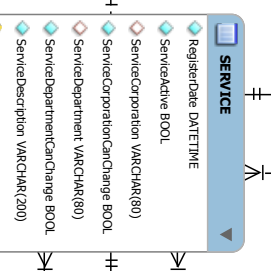 SERVICE
RegisterDate DATETIME
ServiceActive BOOL
ServiceCorporation VARCHAR(80)
ServiceCorporationCanChange BOOL
ServiceDepartment VARCHAR(80)
ServiceDepartmentCanChange BOOL
ServiceDescription VARCHAR(200)